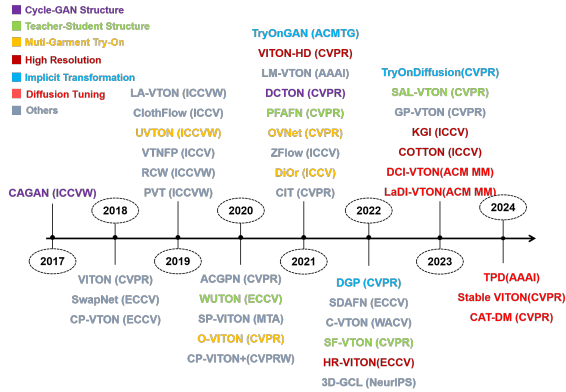 Cycle-GAN Structure
Teacher-Student Structure
Muti-Garment Try-On
High Resolution
Implicit Transformation
Diffusion Tuning
Others
CAGAN (ICCVW)
2017
2018
VITON (CVPR)
SwapNet (ECCV)
CP-VTON (ECCV)
LA-VTON (ICCVW)
ClothFlow (ICCV)
UVTON (ICCVW)
VTNFP (ICCV)
RCW (ICCVW)
PVT (ICCVW)
2019
2020
ACGPN (CVPR)
WUTON (ECCV)
SP-VITON (MTA)
O-VITON (CVPR)
CP-VITON+(CVPRW)
TryOnGAN (ACMTG)
VITON-HD (CVPR)
LM-VTON (AAAI)
DCTON (CVPR)
PFAFN (CVPR)
OVNet (CVPR)
ZFlow (ICCV)
DiOr (ICCV)
CIT (CVPR)
2021
2022
DGP (CVPR)
SDAFN (ECCV)
C-VTON (WACV)
SF-VTON (CVPR)
HR-VITON(ECCV)
3D-GCL (NeurIPS)
TryOnDiffusion(CVPR)
SAL-VTON (CVPR)
GP-VTON (CVPR)
KGI (ICCV)
COTTON (ICCV)
DCI-VTON(ACM MM)
LaDI-VTON(ACM MM)
2023
2024
TPD(AAAI)
Stable VITON(CVPR)
CAT-DM (CVPR)